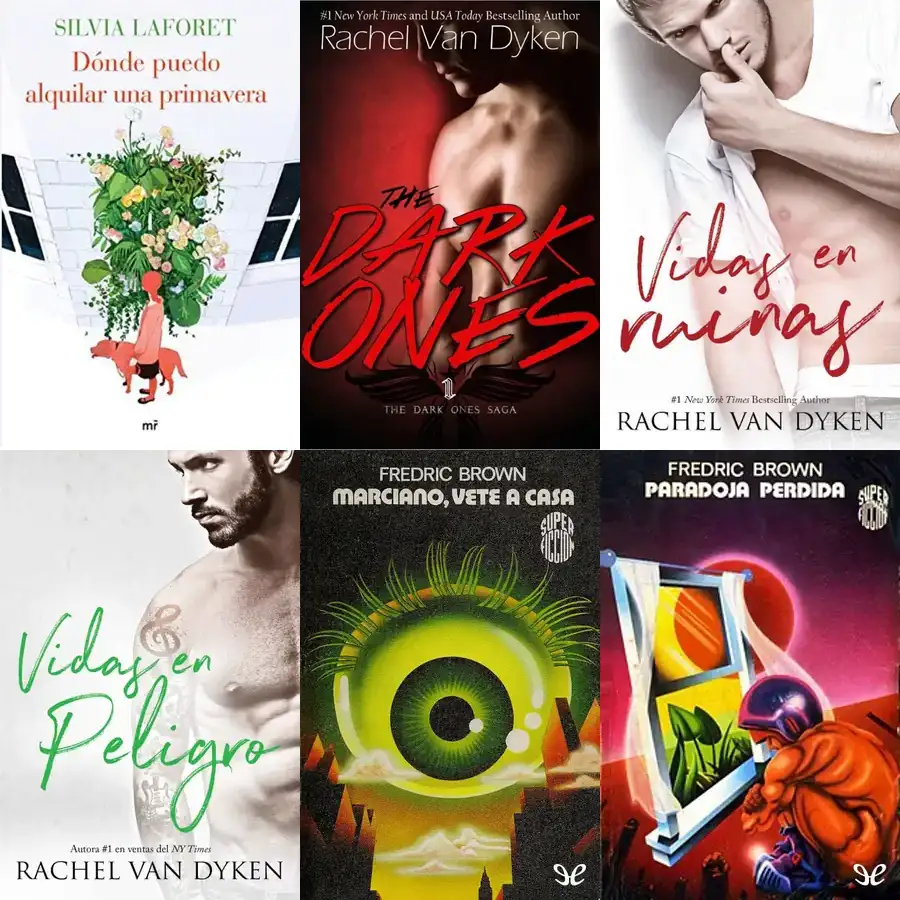 SILVIA LAFORET
Dónde puedo
alquilar una primavera
mr
#1 New York Times and USA Today Bestselling Author
Rachel Van Dyken
THE
DARK
ONES
1
THE DARK ONES SAGA
Vidas en
ruinas
#1 New York Times Bestselling Author
RACHEL VAN DYKEN
Vidas en
Peligro
Autora #1 en ventas del NY Times
RACHEL VAN DYKEN
FREDRIC BROWN
MARCIANO, VETE A CASA
SUPER
FICCION
FREDRIC BROWN
PARADOJA PERDIDA
SUPER
FICCION